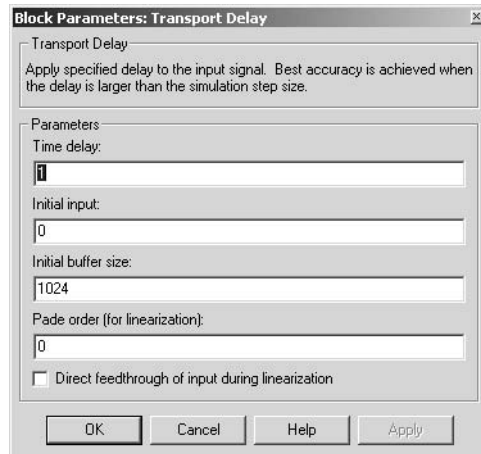 Block Parameters: Transport Delay
Transport Delay
Apply specified delay to the input signal. Best accuracy is achieved when
the delay is larger than the simulation step size.
Parameters
Time delay:
1
Initial input:
0
Initial buffer size:
1024
Pade order (for linearization):
0
Direct feedthrough of input during linearization
OK Cancel Help Apply